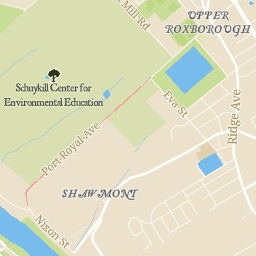 Mill Rd
UPPER
ROXBOROUGH
Schuylkill Center for
Environmental Education
Eva St
Ridge Ave
Port-Royal-Ave
SHAWMONT
Nixon St